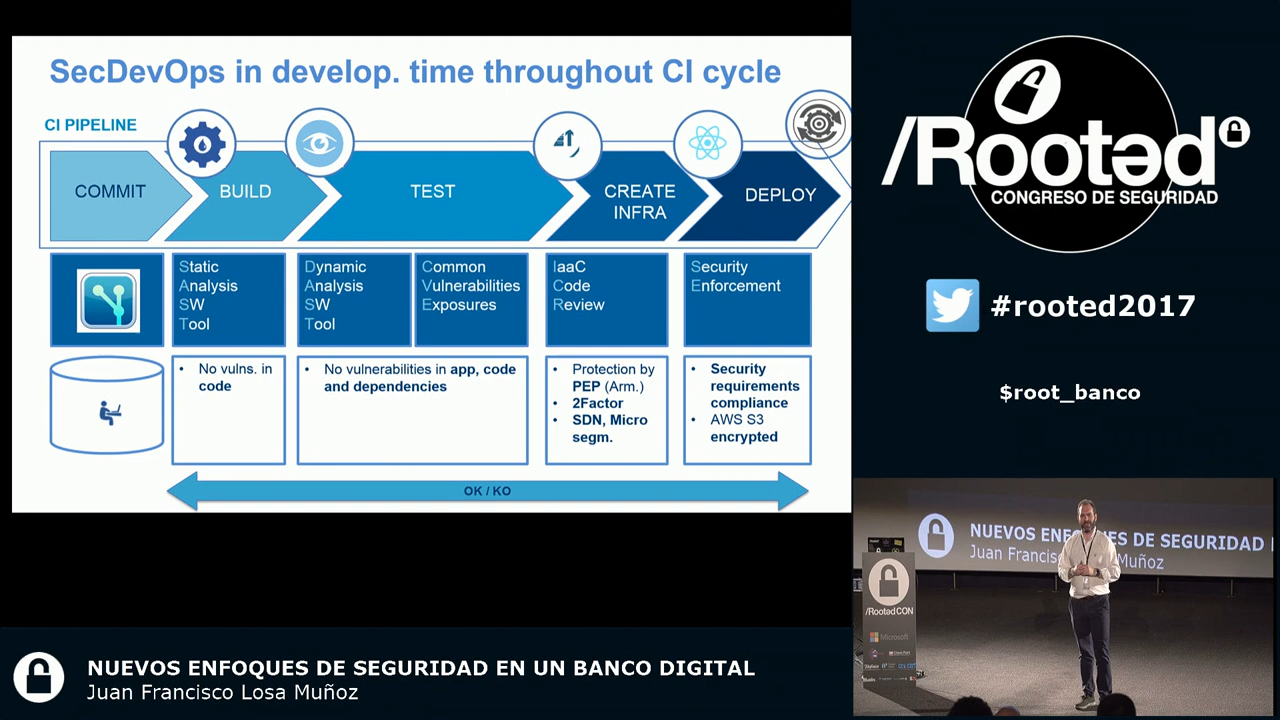 SecDevOps in develop. time throughout CI cycle
CI PIPELINE
COMMIT
BUILD
TEST
CREATE
INFRA
DEPLOY
Static
Analysis
SW
Tool
Dynamic
Analysis
SW
Tool
Common
Vulnerabilities
Exposures
IaaC
Code
Review
Security
Enforcement
• No vulns. in
code
• No vulnerabilities in app, code
and dependencies
• Protection by
PEP (Arm.)
• 2Factor
• SDN, Micro
segm.
• Security
requirements
compliance
• AWS S3
encrypted
OK / KO
/Rootəd
CONGRESO DE SEGURIDAD
#rooted2017
$root_banco
NUEVOS ENFOQUES DE SEGURIDAD
Juan Francisco Muñoz
/RootedCON
Microsoft
NUEVOS ENFOQUES DE SEGURIDAD EN UN BANCO DIGITAL
Juan Francisco Losa Muñoz